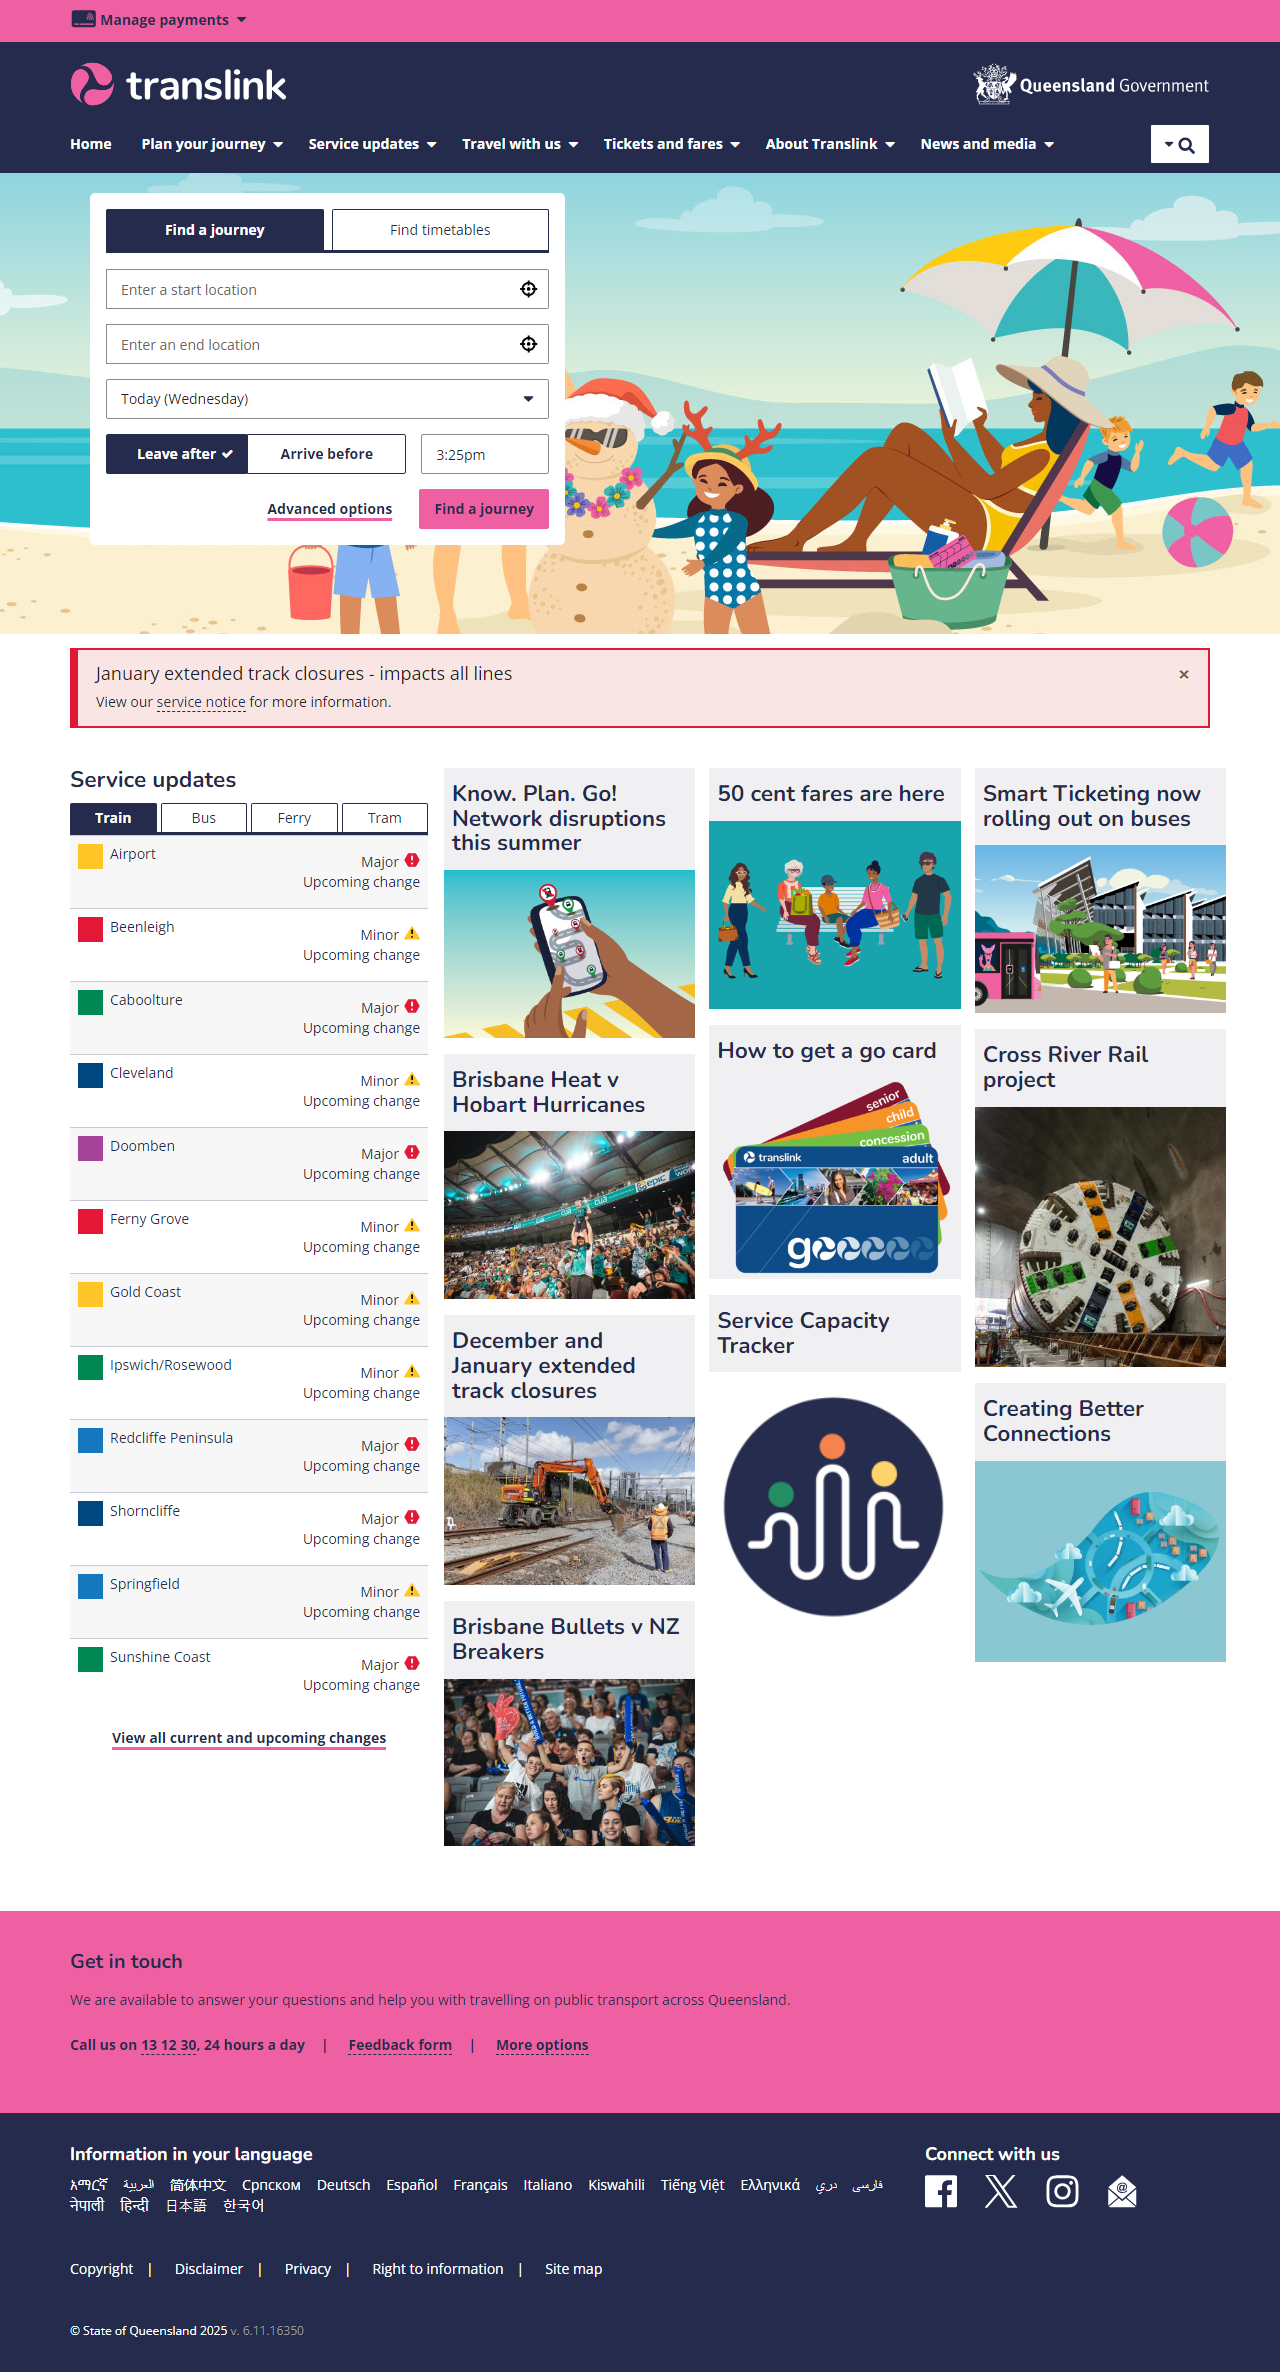 Manage payments
translink
Queensland Government
Home Plan your journey Service updates Travel with us Tickets and fares About Translink News and media
Find a journey Find timetables
Enter a start location
Enter an end location
Today (Wednesday)
Leave after Arrive before 3:25pm
Advanced options Find a journey
January extended track closures - impacts all lines
×
View our service notice for more information.
Service updates
Train Bus Ferry Tram
Airport
Major
Upcoming change
Beenleigh
Minor
Upcoming change
Caboolture
Major
Upcoming change
Cleveland
Minor
Upcoming change
Doomben
Major
Upcoming change
Ferny Grove
Minor
Upcoming change
Gold Coast
Minor
Upcoming change
Ipswich/Rosewood
Minor
Upcoming change
Redcliffe Peninsula
Major
Upcoming change
Shorncliffe
Major
Upcoming change
Springfield
Minor
Upcoming change
Sunshine Coast
Major
Upcoming change
View all current and upcoming changes
Know. Plan. Go!
Network disruptions
this summer
Brisbane Heat v
Hobart Hurricanes
epic
cua
December and
January extended
track closures
Brisbane Bullets v NZ
Breakers
50 cent fares are here
How to get a go card
senior
child
concession
translink adult
go
Service Capacity
Tracker
Smart Ticketing now
rolling out on buses
Cross River Rail
project
Creating Better
Connections
Get in touch
We are available to answer your questions and help you with travelling on public transport across Queensland.
Call us on 13 12 30, 24 hours a day | Feedback form | More options
Information in your language
አማርኛ العربية 简体中文 Српском Deutsch Español Français Italiano Kiswahili Tiếng Việt Ελληνικά دري فارسی
नेपाली हिन्दी 日本語 한국어
Connect with us
Copyright | Disclaimer | Privacy | Right to information | Site map
© State of Queensland 2025 v. 6.11.16350